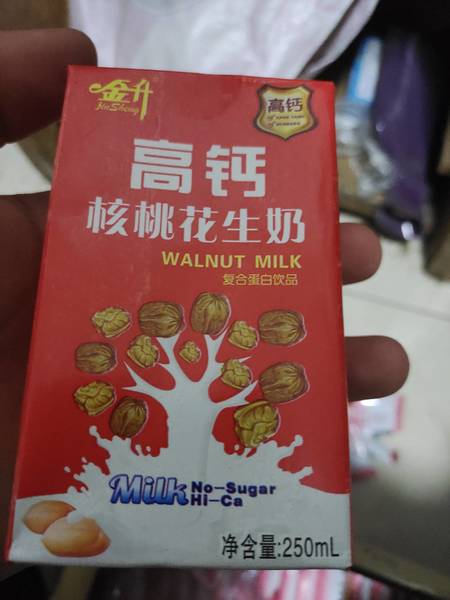 金升
JinSheng
高钙
高钙
核桃花生奶
WALNUT MILK
复合蛋白饮品
Milk No-Sugar
Hi-Ca
净含量:250mL